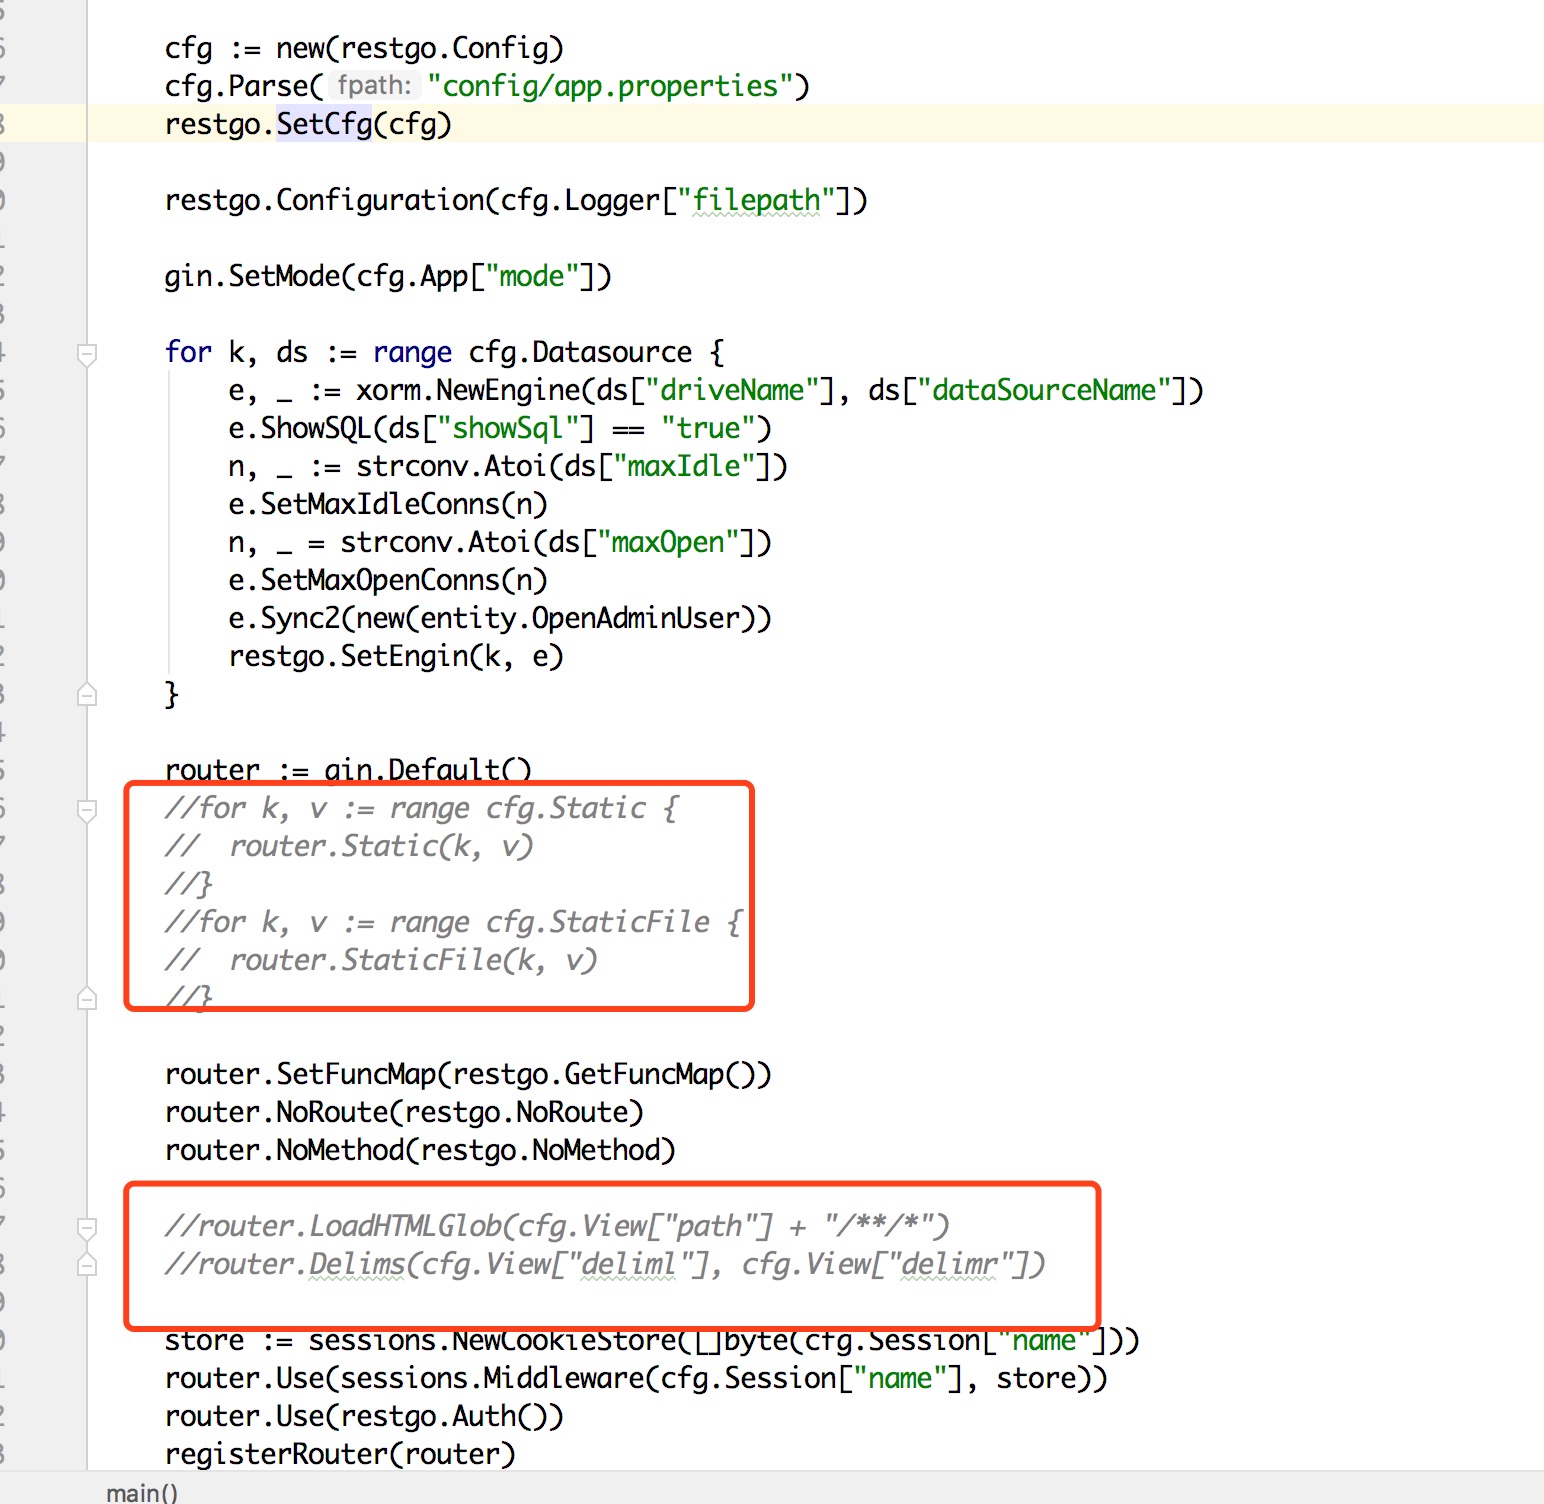 cfg := new(restgo.Config)
cfg.Parse( fpath: "config/app.properties")
restgo.SetCfg(cfg)
restgo.Configuration(cfg.Logger["filepath"])
gin.SetMode(cfg.App["mode"])
for k, ds := range cfg.Datasource {
e, _ := xorm.NewEngine(ds["driveName"], ds["dataSourceName"])
e.ShowSQL(ds["showSql"] == "true")
n, _ := strconv.Atoi(ds["maxIdle"])
e.SetMaxIdleConns(n)
n, _ = strconv.Atoi(ds["maxOpen"])
e.SetMaxOpenConns(n)
e.Sync2(new(entity.OpenAdminUser))
restgo.SetEngin(k, e)
}
router := gin.Default()
//for k, v := range cfg.Static {
//  router.Static(k, v)
//}
//for k, v := range cfg.StaticFile {
//  router.StaticFile(k, v)
//}
router.SetFuncMap(restgo.GetFuncMap())
router.NoRoute(restgo.NoRoute)
router.NoMethod(restgo.NoMethod)
//router.LoadHTMLGlob(cfg.View["path"] + "/**/*")
//router.Delims(cfg.View["deliml"], cfg.View["delimr"])
store := sessions.NewCookieStore([]byte(cfg.Session["name"]))
router.Use(sessions.Middleware(cfg.Session["name"], store))
router.Use(restgo.Auth())
registerRouter(router)
main()